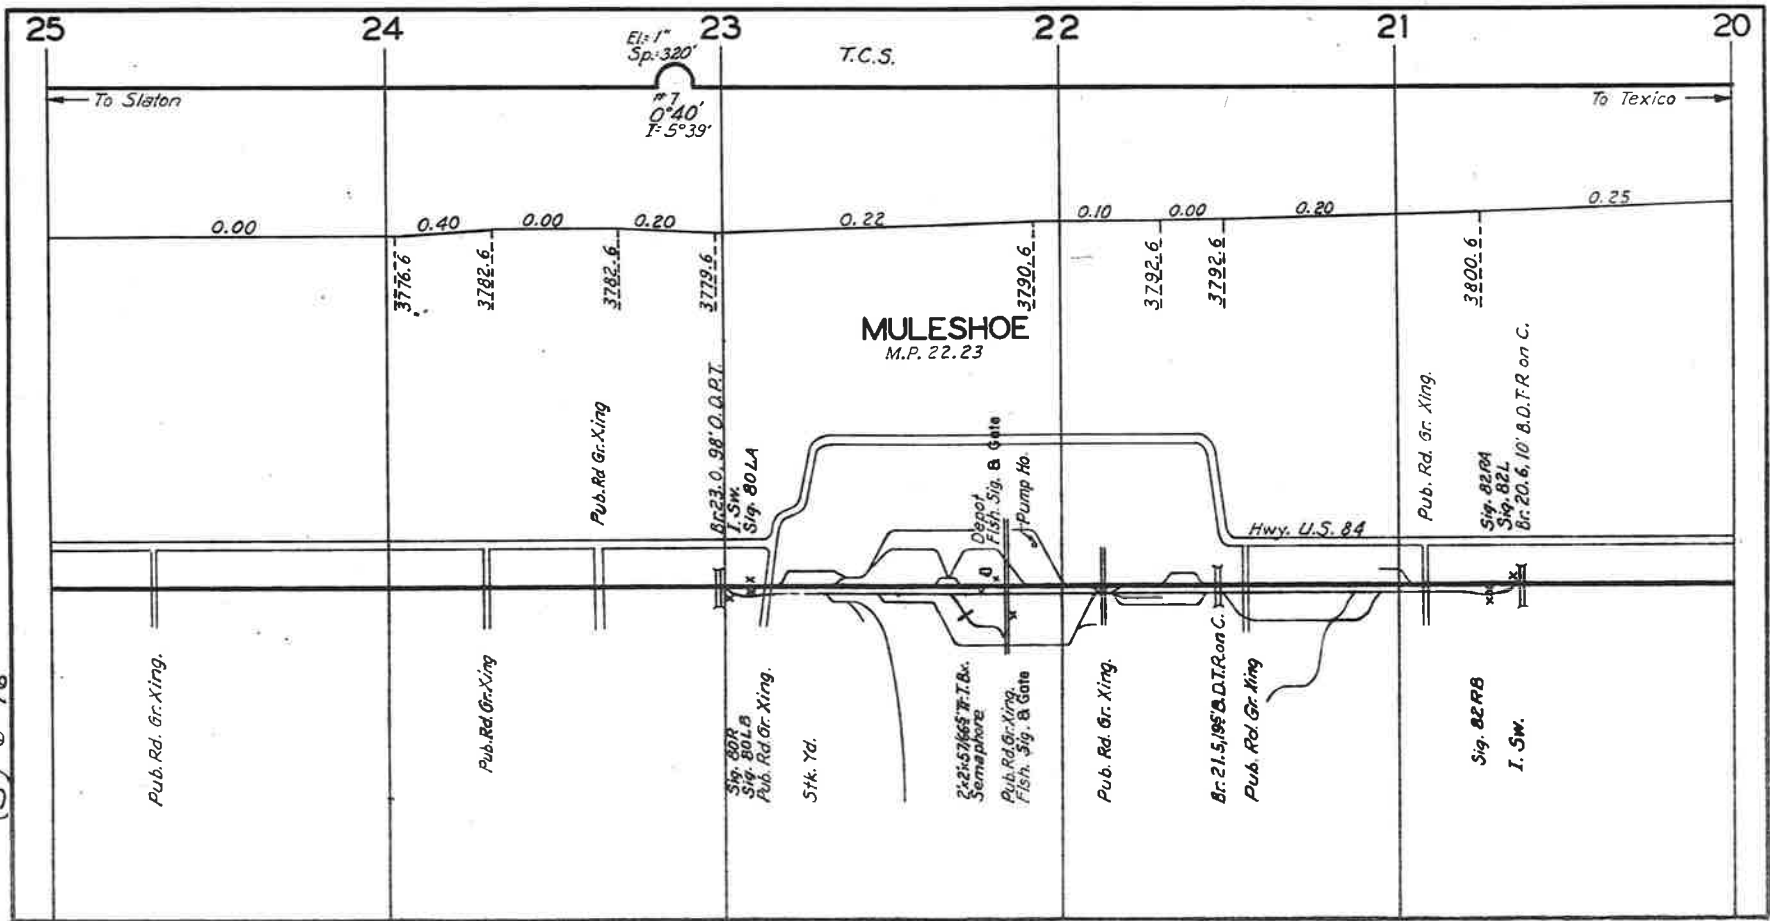 25 24 23 22 21 20
El.=1"
Sp.=320'
T.C.S.
To Slaton
#7
0°40'
I=5°39'
To Texico
0.00 0.40 0.00 0.20 0.22 0.10 0.00 0.20 0.25
3776.6
3782.6
3782.6
3779.6
3790.6
3792.6
3792.6
3800.6
MULESHOE
M.P. 22.23
Pub. Rd Gr. Xing
Br. 23.0, 98' O.D.P.T.
I. Sw.
Sig. 80LA
Depot
Fish. Sig. & Gate
Pump Ho.
Hwy. U.S. 84
Pub. Rd. Gr. Xing.
Sig. 82RA
Sig. 82L
Br. 20.6, 10' B.D.T.R on C.
Pub. Rd. Gr. Xing.
Pub. Rd. Gr. Xing
Sig. 80R
Sig. 80LB
Pub. Rd. Gr. Xing.
Stk. Yd.
Semaphore
Pub. Rd. Gr. Xing.
Fish. Sig. & Gate
Pub. Rd. Gr. Xing.
B.D.T.R. on C.
Pub. Rd. Gr. Xing
Sig. 82RB
I. Sw.